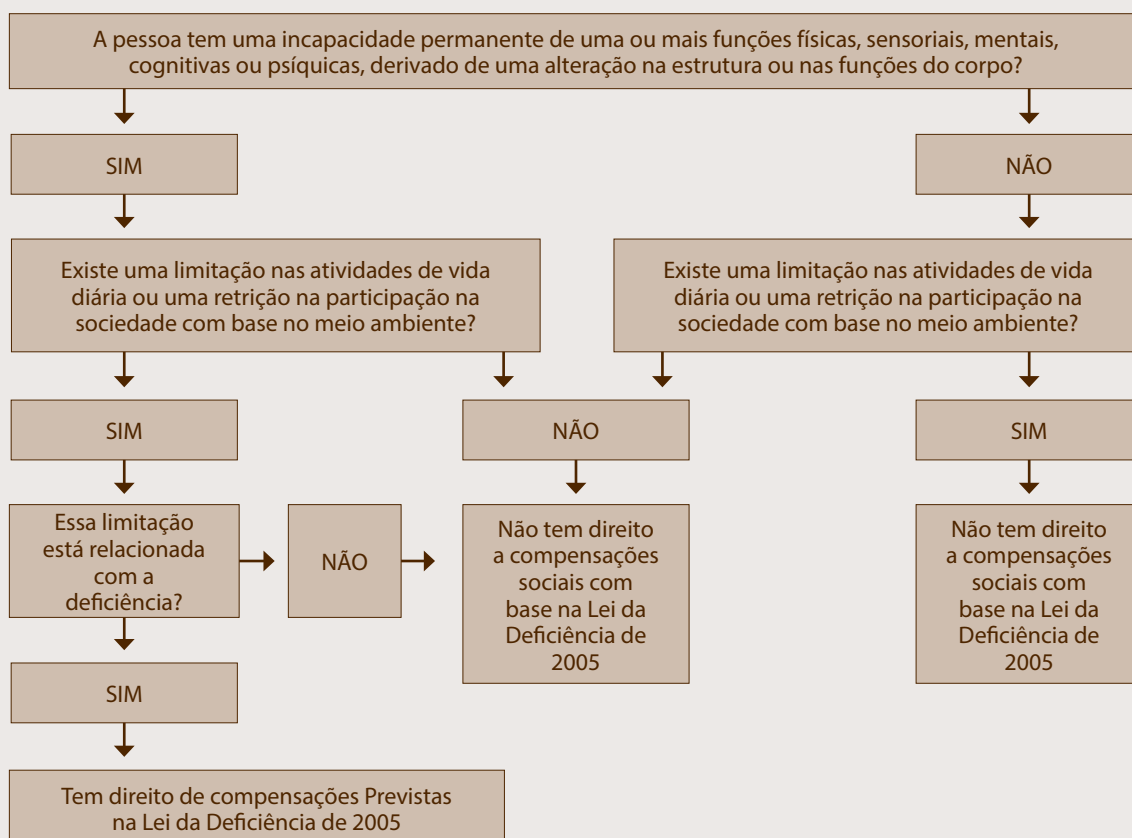 A pessoa tem uma incapacidade permanente de uma ou mais funções físicas, sensoriais, mentais,
cognitivas ou psíquicas, derivado de uma alteração na estrutura ou nas funções do corpo?
SIM
NÃO
Existe uma limitação nas atividades de vida
diária ou uma retrição na participação na
sociedade com base no meio ambiente?
Existe uma limitação nas atividades de vida
diária ou uma retrição na participação na
sociedade com base no meio ambiente?
SIM
NÃO
SIM
Essa limitação
está relacionada
com a
deficiência?
NÃO
Não tem direito
a compensações
sociais com
base na Lei da
Deficiência de
2005
Não tem direito
a compensações
sociais com
base na Lei da
Deficiência de
2005
SIM
Tem direito de compensações Previstas
na Lei da Deficiência de 2005